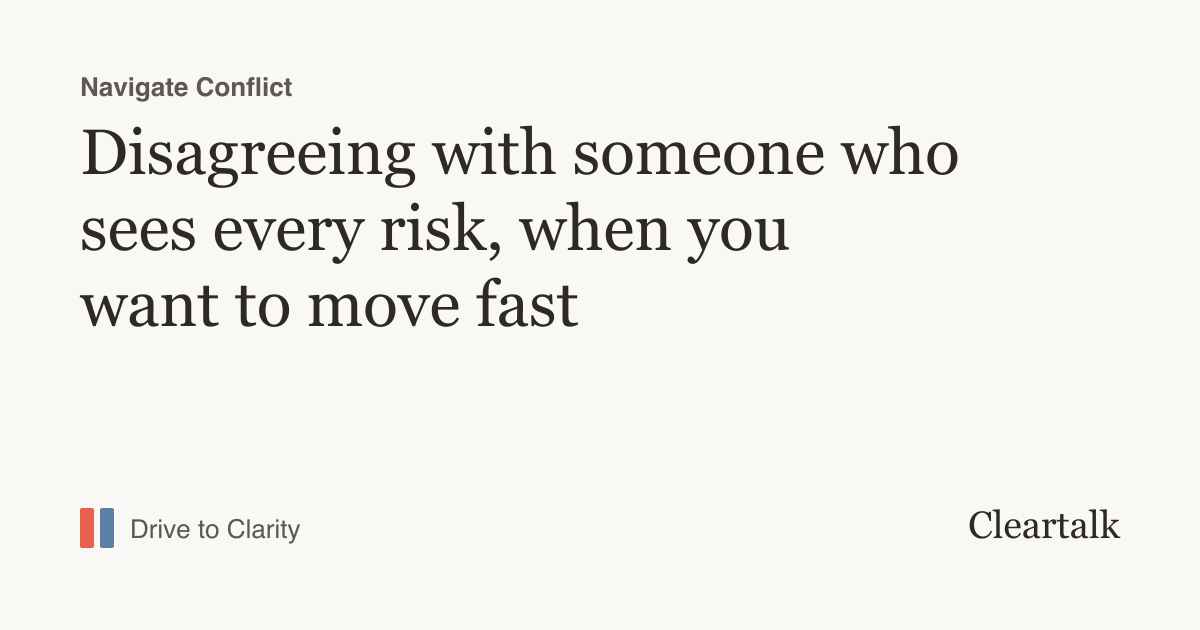 Navigate Conflict
Disagreeing with someone who
sees every risk, when you
want to move fast
Drive to Clarity
Cleartalk